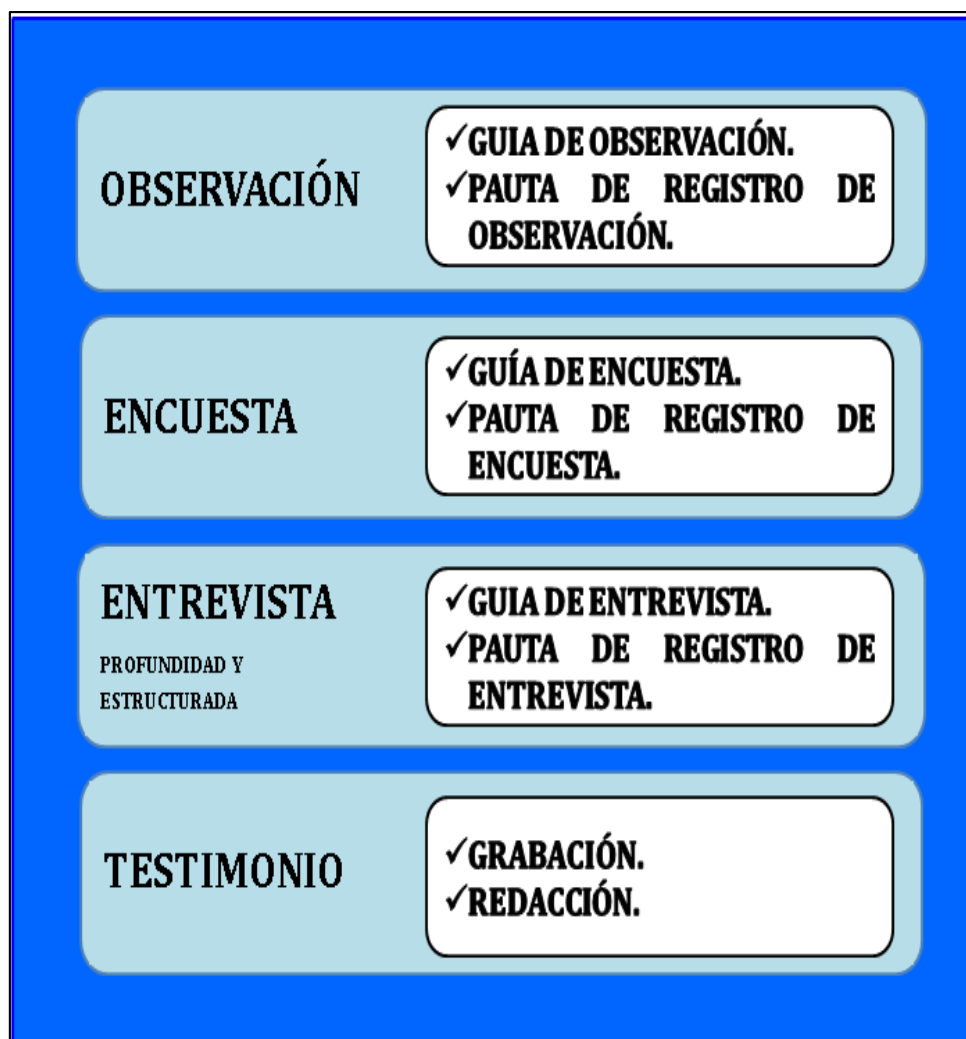 OBSERVACIÓN
✓GUIA DE OBSERVACIÓN.
✓PAUTA DE REGISTRO DE
OBSERVACIÓN.
ENCUESTA
✓GUÍA DE ENCUESTA.
✓PAUTA DE REGISTRO DE
ENCUESTA.
ENTREVISTA
PROFUNDIDAD Y
ESTRUCTURADA
✓GUIA DE ENTREVISTA.
✓PAUTA DE REGISTRO DE
ENTREVISTA.
TESTIMONIO
✓GRABACIÓN.
✓REDACCIÓN.